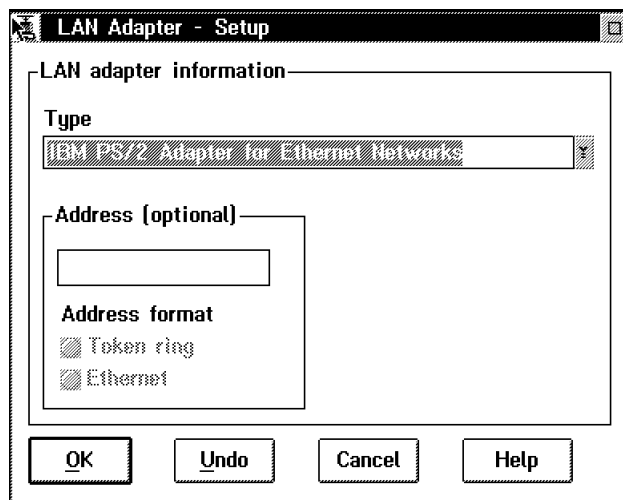 LAN Adapter - Setup
LAN adapter information
Type
IBM PS/2 Adapter for Ethernet Networks
Address (optional)
Address format
Token ring
Ethernet
OK
Undo
Cancel
Help